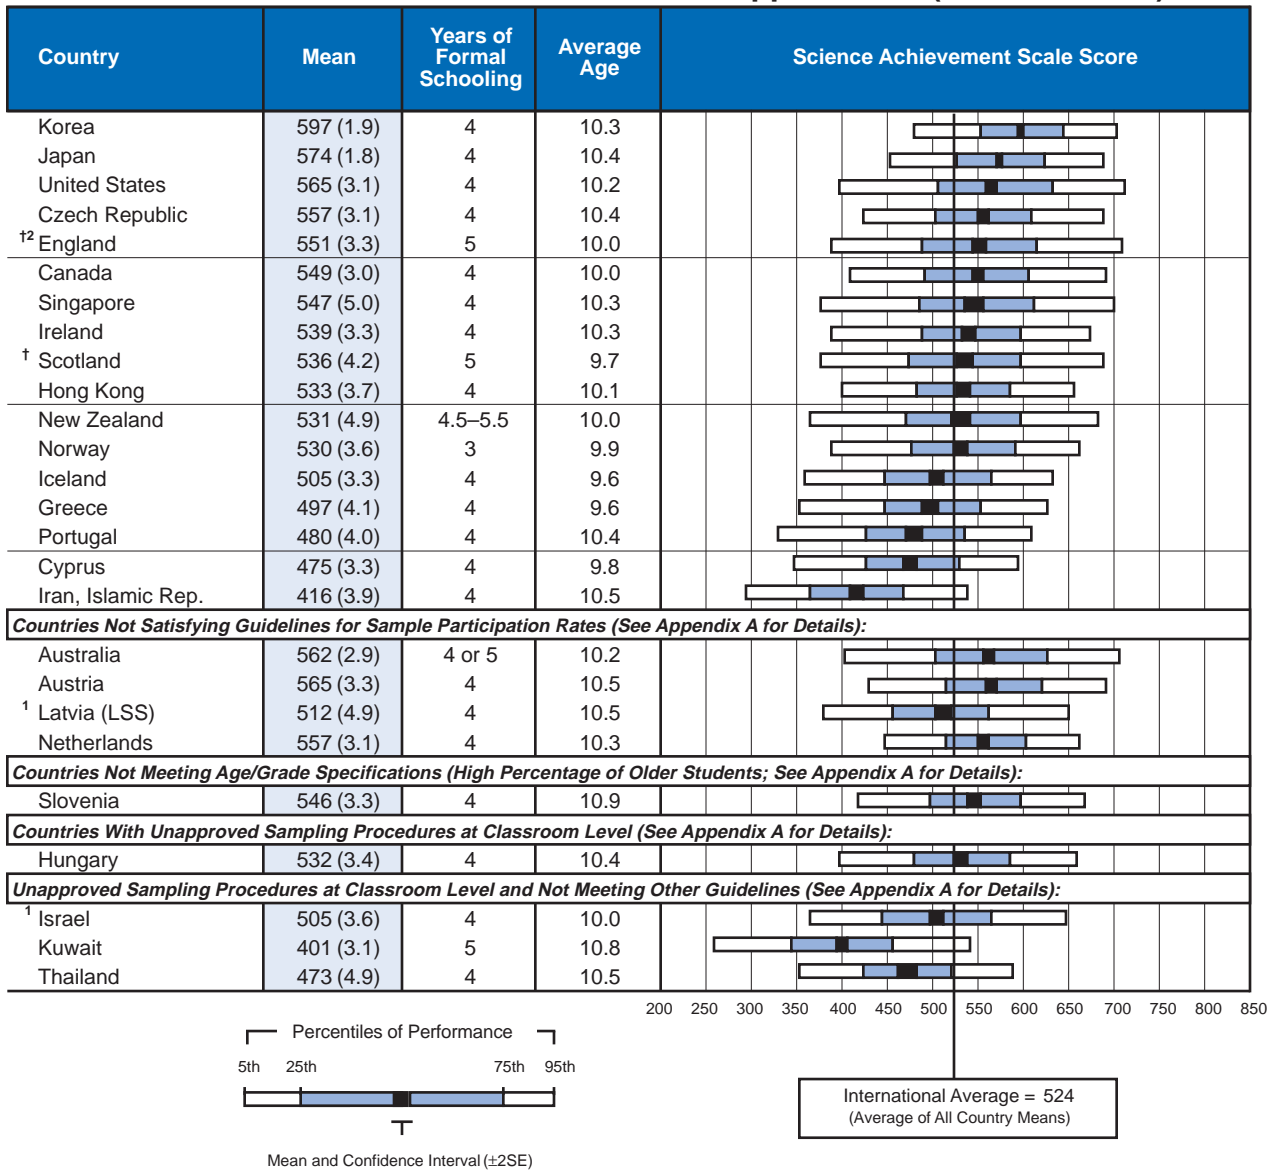 Country Mean Years of Formal Schooling Average Age Science Achievement Scale Score
Korea 597 (1.9) 4 10.3
Japan 574 (1.8) 4 10.4
United States 565 (3.1) 4 10.2
Czech Republic 557 (3.1) 4 10.4
†2 England 551 (3.3) 5 10.0
Canada 549 (3.0) 4 10.0
Singapore 547 (5.0) 4 10.3
Ireland 539 (3.3) 4 10.3
† Scotland 536 (4.2) 5 9.7
Hong Kong 533 (3.7) 4 10.1
New Zealand 531 (4.9) 4.5–5.5 10.0
Norway 530 (3.6) 3 9.9
Iceland 505 (3.3) 4 9.6
Greece 497 (4.1) 4 9.6
Portugal 480 (4.0) 4 10.4
Cyprus 475 (3.3) 4 9.8
Iran, Islamic Rep. 416 (3.9) 4 10.5
Countries Not Satisfying Guidelines for Sample Participation Rates (See Appendix A for Details):
Australia 562 (2.9) 4 or 5 10.2
Austria 565 (3.3) 4 10.5
1 Latvia (LSS) 512 (4.9) 4 10.5
Netherlands 557 (3.1) 4 10.3
Countries Not Meeting Age/Grade Specifications (High Percentage of Older Students; See Appendix A for Details):
Slovenia 546 (3.3) 4 10.9
Countries With Unapproved Sampling Procedures at Classroom Level (See Appendix A for Details):
Hungary 532 (3.4) 4 10.4
Unapproved Sampling Procedures at Classroom Level and Not Meeting Other Guidelines (See Appendix A for Details):
1 Israel 505 (3.6) 4 10.0
Kuwait 401 (3.1) 5 10.8
Thailand 473 (4.9) 4 10.5
200 250 300 350 400 450 500 550 600 650 700 750 800 850
Percentiles of Performance
5th 25th 75th 95th
Mean and Confidence Interval (±2SE)
International Average = 524
(Average of All Country Means)